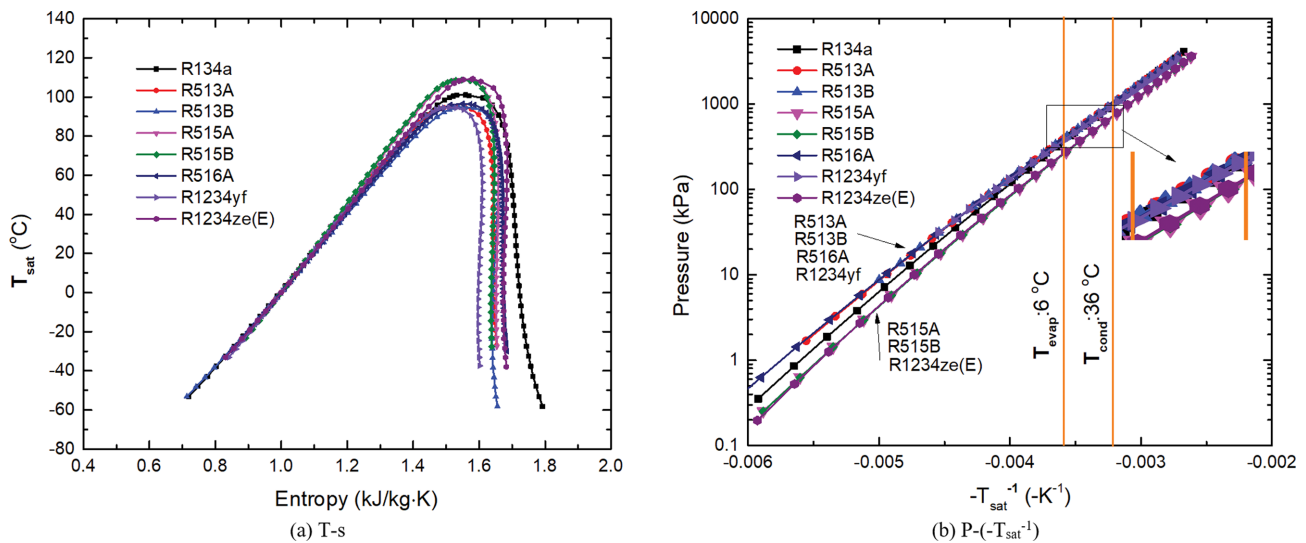 140
120
100
80
60
40
20
0
-20
-40
-60
-80
T_sat (°C)
R134a
R513A
R513B
R515A
R515B
R516A
R1234yf
R1234ze(E)
0.4 0.6 0.8 1.0 1.2 1.4 1.6 1.8 2.0
Entropy (kJ/kg·K)
(a) T-s
10000
1000
100
10
1
0.1
Pressure (kPa)
R134a
R513A
R513B
R515A
R515B
R516A
R1234yf
R1234ze(E)
R513A
R513B
R516A
R1234yf
R515A
R515B
R1234ze(E)
T_evap:6 °C
T_cond:36 °C
-0.006 -0.005 -0.004 -0.003 -0.002
-T_sat^-1 (-K^-1)
(b) P-(-T_sat^-1)